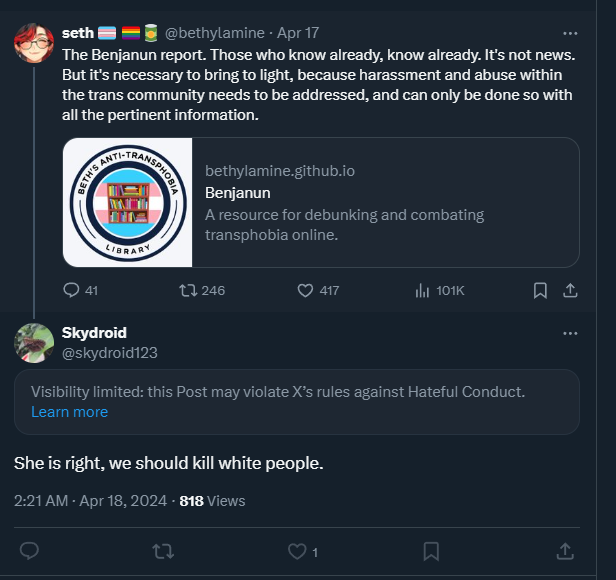 seth 🏳️‍⚧️ 🏳️‍🌈 🥫 @bethylamine · Apr 17
The Benjanun report. Those who know already, know already. It's not news.
But it's necessary to bring to light, because harassment and abuse within
the trans community needs to be addressed, and can only be done so with
all the pertinent information.
BETH'S ANTI-TRANSPHOBIA
LIBRARY
bethylamine.github.io
Benjanun
A resource for debunking and combating
transphobia online.
41 246 417 101K
Skydroid
@skydroid123
Visibility limited: this Post may violate X's rules against Hateful Conduct.
Learn more
She is right, we should kill white people.
2:21 AM · Apr 18, 2024 · 818 Views
1